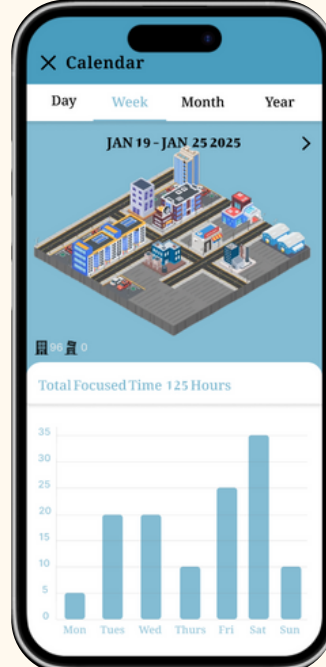 X Calendar
Day Week Month Year
JAN 19 - JAN 25 2025 >
96 0
Total Focused Time 125 Hours
35
30
25
20
15
10
5
0
Mon Tues Wed Thurs Fri Sat Sun